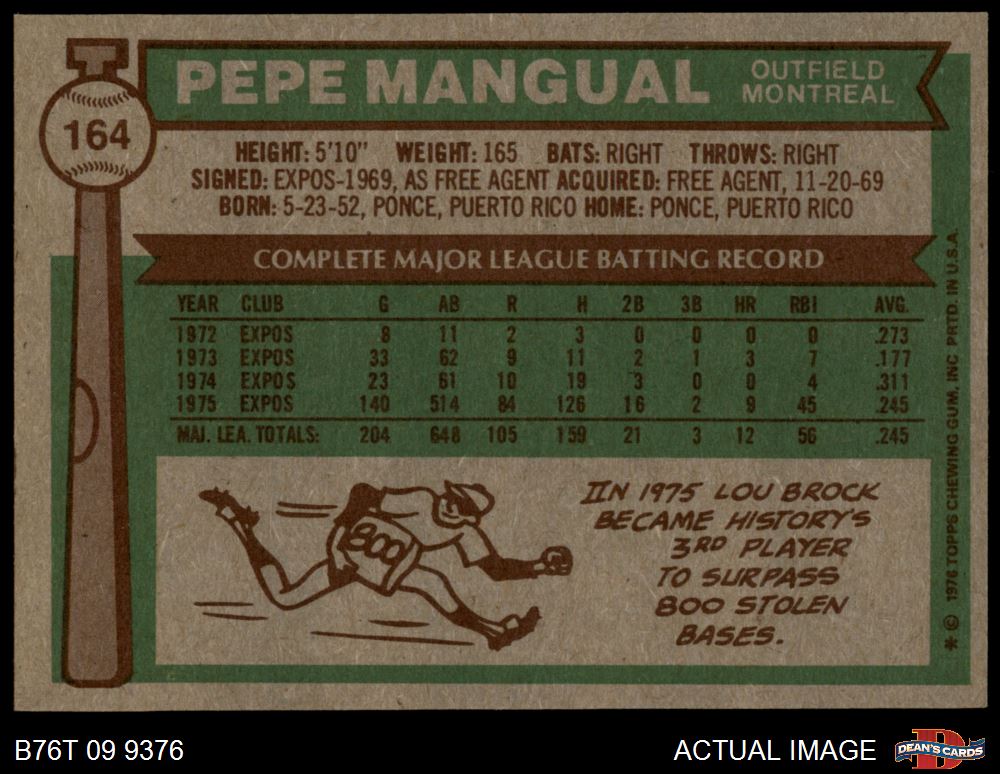 164
PEPE MANGUAL
OUTFIELD
MONTREAL
HEIGHT: 5'10" WEIGHT: 165 BATS: RIGHT THROWS: RIGHT
SIGNED: EXPOS-1969, AS FREE AGENT ACQUIRED: FREE AGENT, 11-20-69
BORN: 5-23-52, PONCE, PUERTO RICO HOME: PONCE, PUERTO RICO
COMPLETE MAJOR LEAGUE BATTING RECORD
YEAR CLUB G AB R H 2B 3B HR RBI AVG.
1972 EXPOS 8 11 2 3 0 0 0 0 .273
1973 EXPOS 33 62 9 11 2 1 3 7 .177
1974 EXPOS 23 61 10 19 3 0 0 4 .311
1975 EXPOS 140 514 84 126 16 2 9 45 .245
MAJ. LEA. TOTALS: 204 648 105 159 21 3 12 56 .245
800
IN 1975 LOU BROCK
BECAME HISTORY'S
3RD PLAYER
TO SURPASS
800 STOLEN
BASES.
* © 1976 TOPPS CHEWING GUM, INC PRTD. IN U.S.A.
B76T 09 9376
ACTUAL IMAGE
D
DEAN'S CARDS